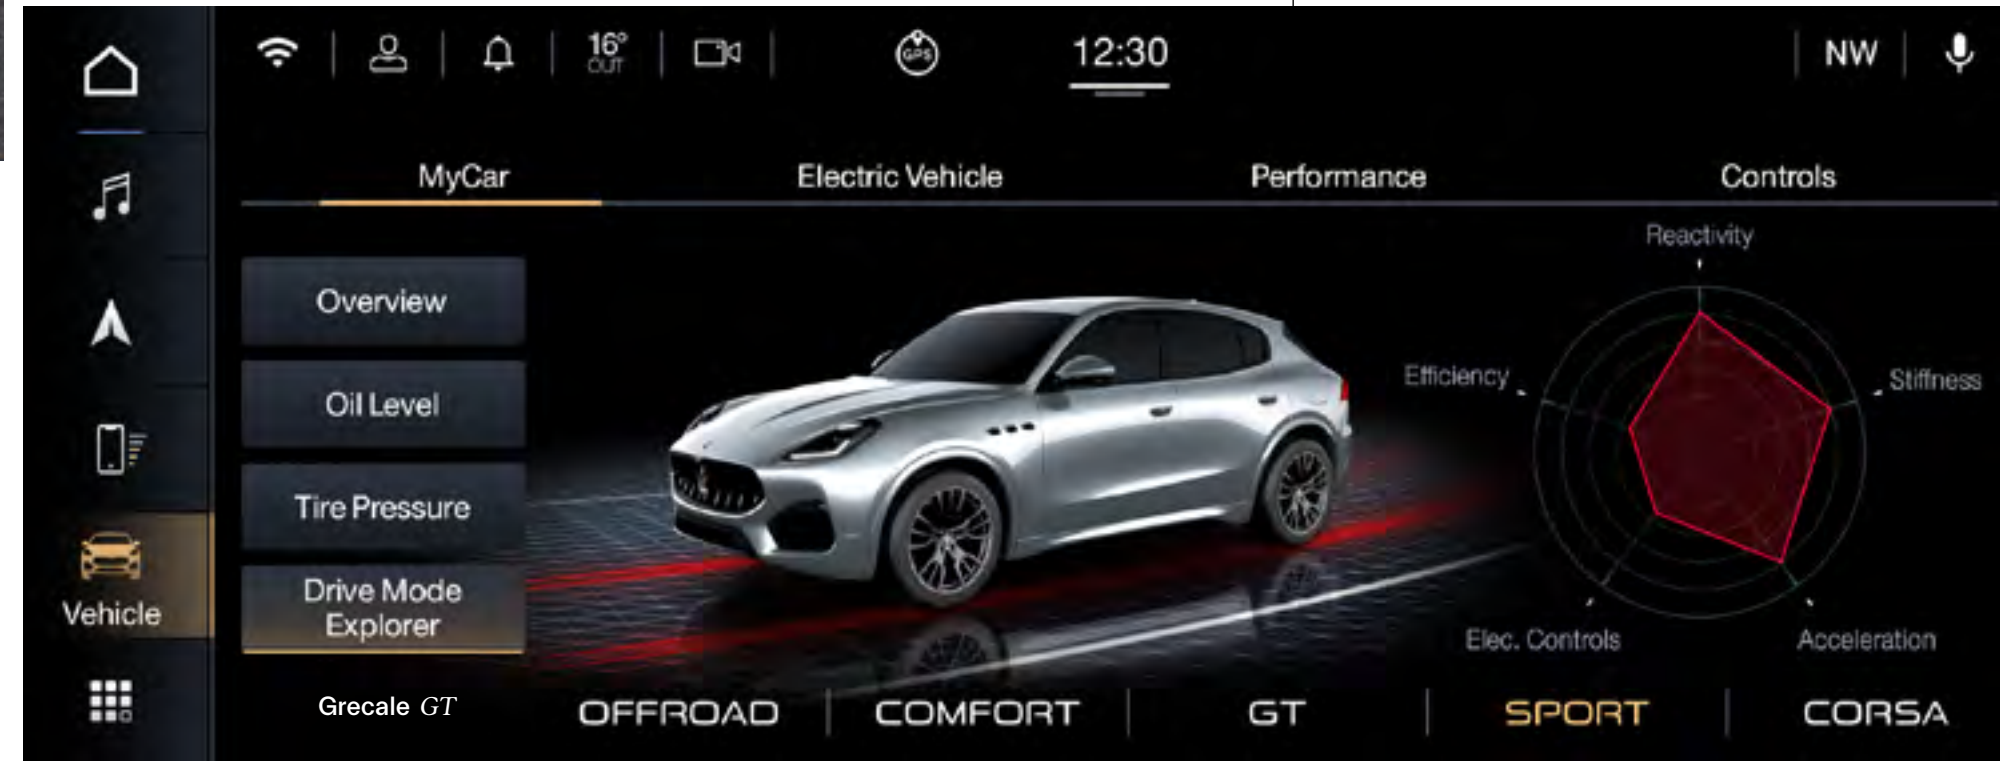 16°
OUT
GPS
12:30
NW
MyCar
Electric Vehicle
Performance
Controls
Overview
Oil Level
Tire Pressure
Drive Mode
Explorer
Vehicle
Reactivity
Efficiency
Stiffness
Elec. Controls
Acceleration
Grecale GT
OFFROAD
COMFORT
GT
SPORT
CORSA